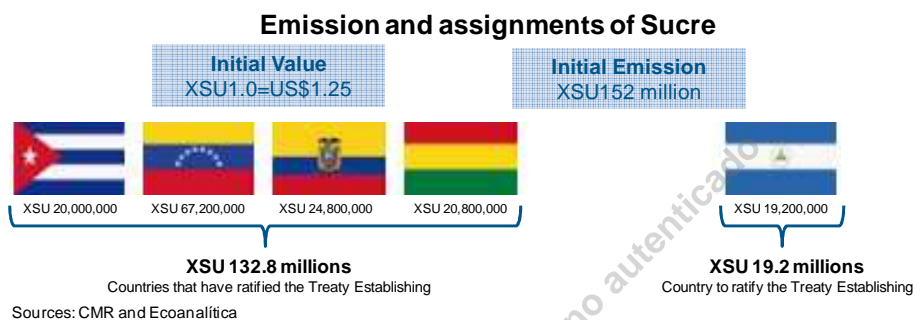 Emission and assignments of Sucre
Initial Value
XSU1.0=US$1.25
Initial Emission
XSU152 million
XSU 20,000,000 XSU 67,200,000 XSU 24,800,000 XSU 20,800,000 XSU 19,200,000
XSU 132.8 millions
Countries that have ratified the Treaty Establishing
XSU 19.2 millions
Country to ratify the Treaty Establishing
no autenticado
Sources: CMR and Ecoanalítica